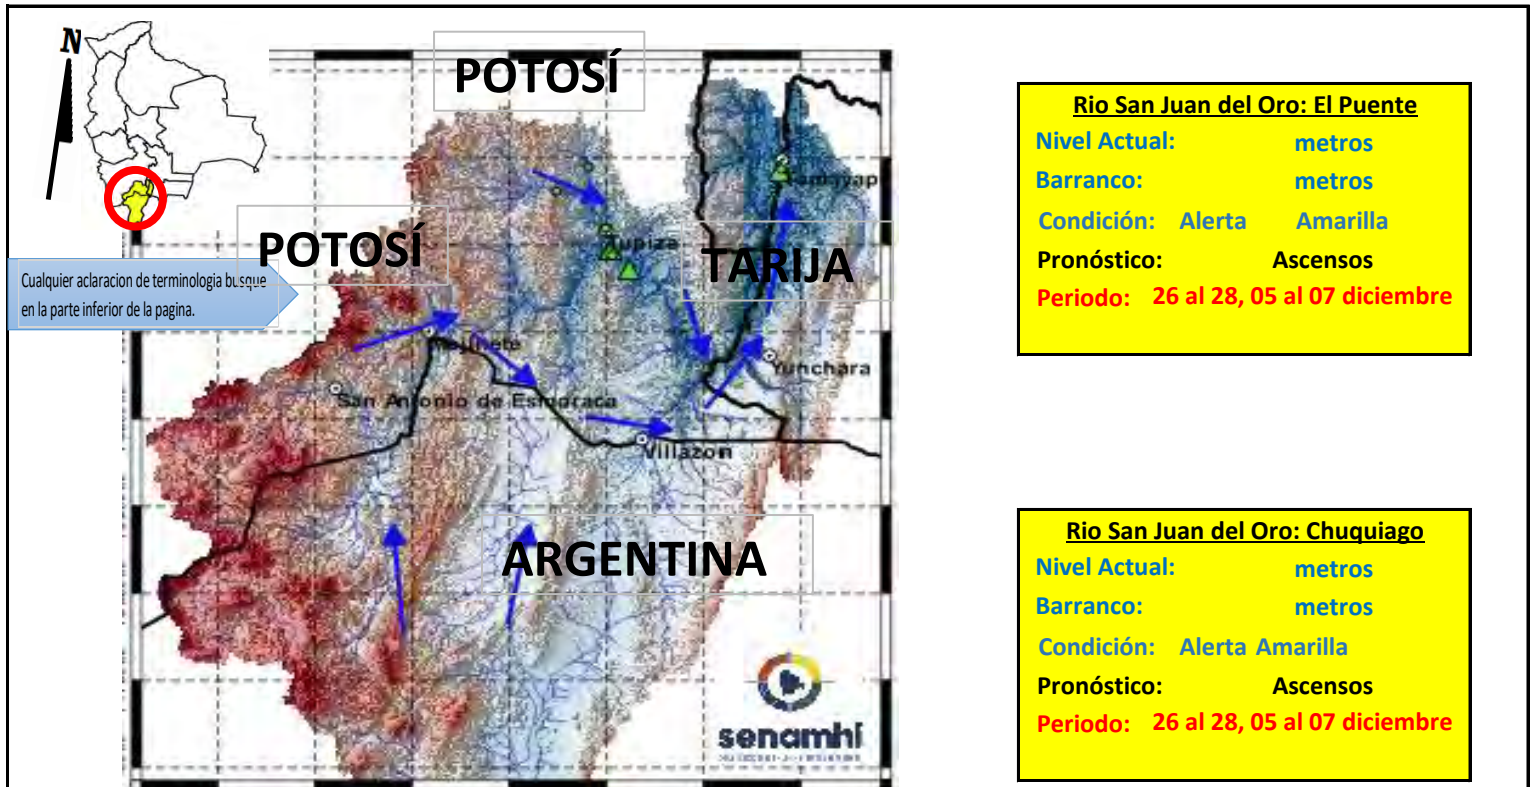 N
POTOSÍ
POTOSÍ
TARIJA
Cualquier aclaracion de terminologia busque
en la parte inferior de la pagina.
Tupiza
Yunchara
San Antonio de Esmoraca
Villazon
ARGENTINA
senamhi
Rio San Juan del Oro: El Puente
Nivel Actual: metros
Barranco: metros
Condición: Alerta Amarilla
Pronóstico: Ascensos
Periodo: 26 al 28, 05 al 07 diciembre
Rio San Juan del Oro: Chuquiago
Nivel Actual: metros
Barranco: metros
Condición: Alerta Amarilla
Pronóstico: Ascensos
Periodo: 26 al 28, 05 al 07 diciembre